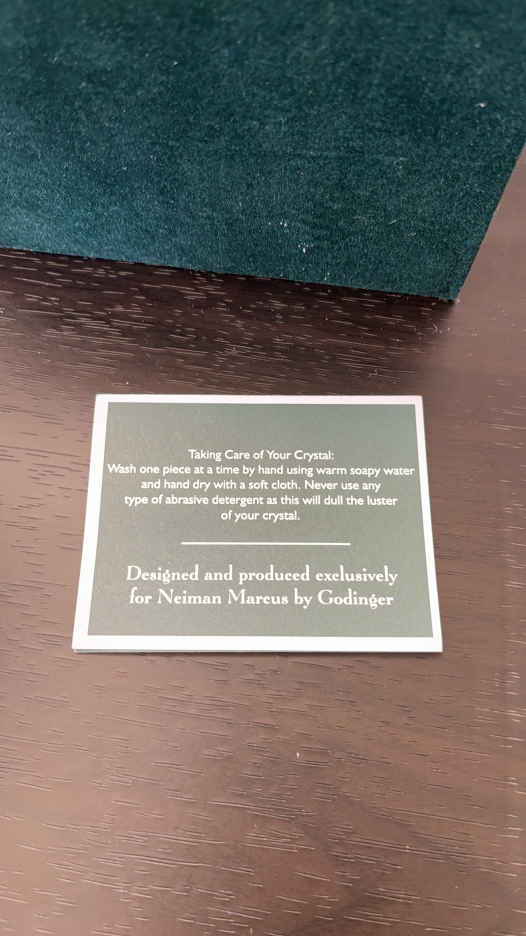 Taking Care of Your Crystal:
Wash one piece at a time by hand using warm soapy water
and hand dry with a soft cloth. Never use any
type of abrasive detergent as this will dull the luster
of your crystal.
Designed and produced exclusively
for Neiman Marcus by Godinger